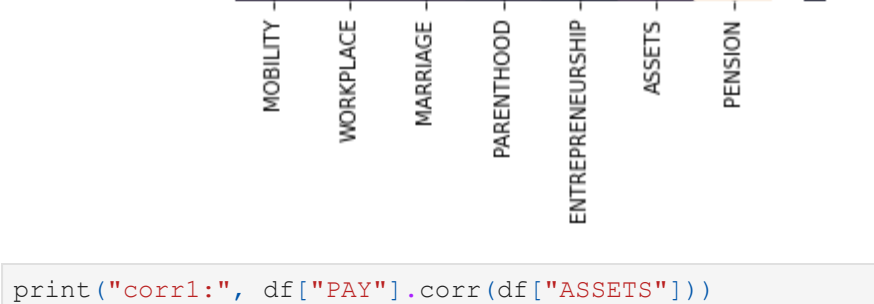 MOBILITY
WORKPLACE
MARRIAGE
PARENTHOOD
ENTREPRENEURSHIP
ASSETS
PENSION
print("corr1:", df["PAY"].corr(df["ASSETS"]))